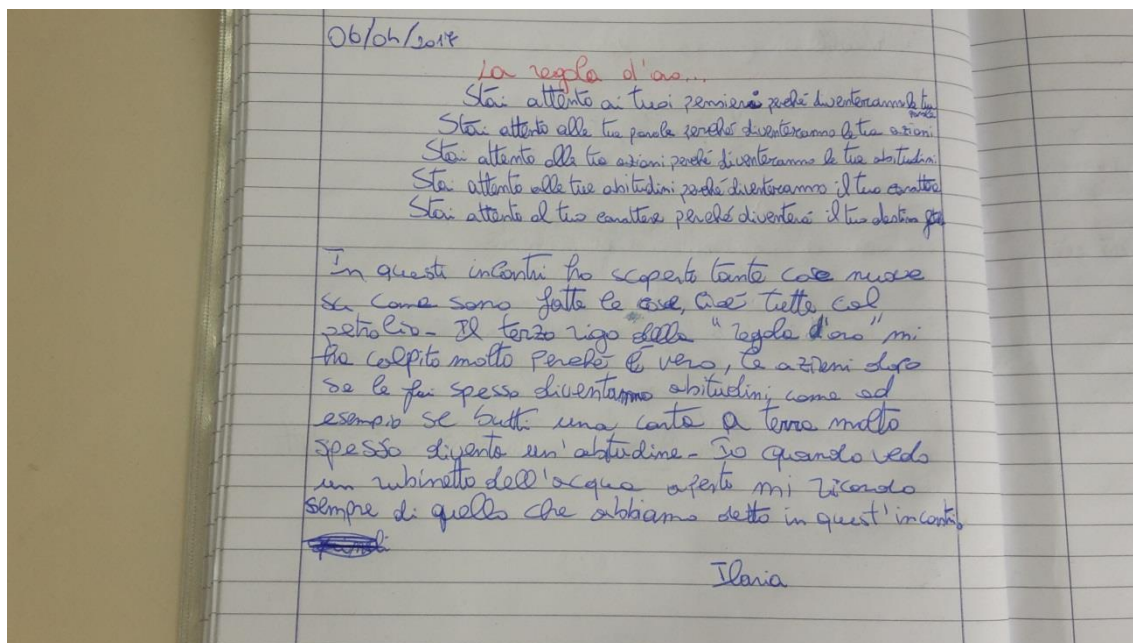 06/04/2017
La regola d'oro...
Stai attento ai tuoi pensieri perché diventeranno le tue
parole
Stai attento alle tue parole perché diventeranno le tue azioni
Stai attento alle tue azioni perché diventeranno le tue abitudini
Stai attento alle tue abitudini perché diventeranno il tuo carattere
Stai attento al tuo carattere perché diventerà il tuo destino
In questi incontri ho scoperto tante cose nuove
su come sono fatte le cose, cioè tutte col
petrolio- Il terzo rigo della "regola d'oro" mi
ha colpito molto perché è vero, le azioni dopo
se le fai spesso diventanno abitudini, come ad
esempio se butti una carta a terra molto
spesso diventa un'abtudine- Io quando vedo
un rubinetto dell'acqua aperto mi ricordo
sempre di quello che abbiamo detto in quest'incontri.
Ilaria